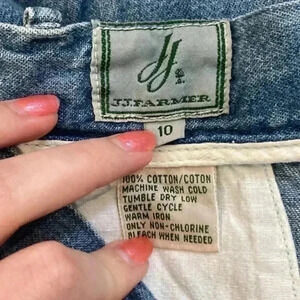 JJ
J.J.FARMER
10
100% COTTON/COTON
MACHINE WASH COLD
TUMBLE DRY LOW
GENTLE CYCLE
WARM IRON
ONLY NON-CHLORINE
BLEACH WHEN NEEDED